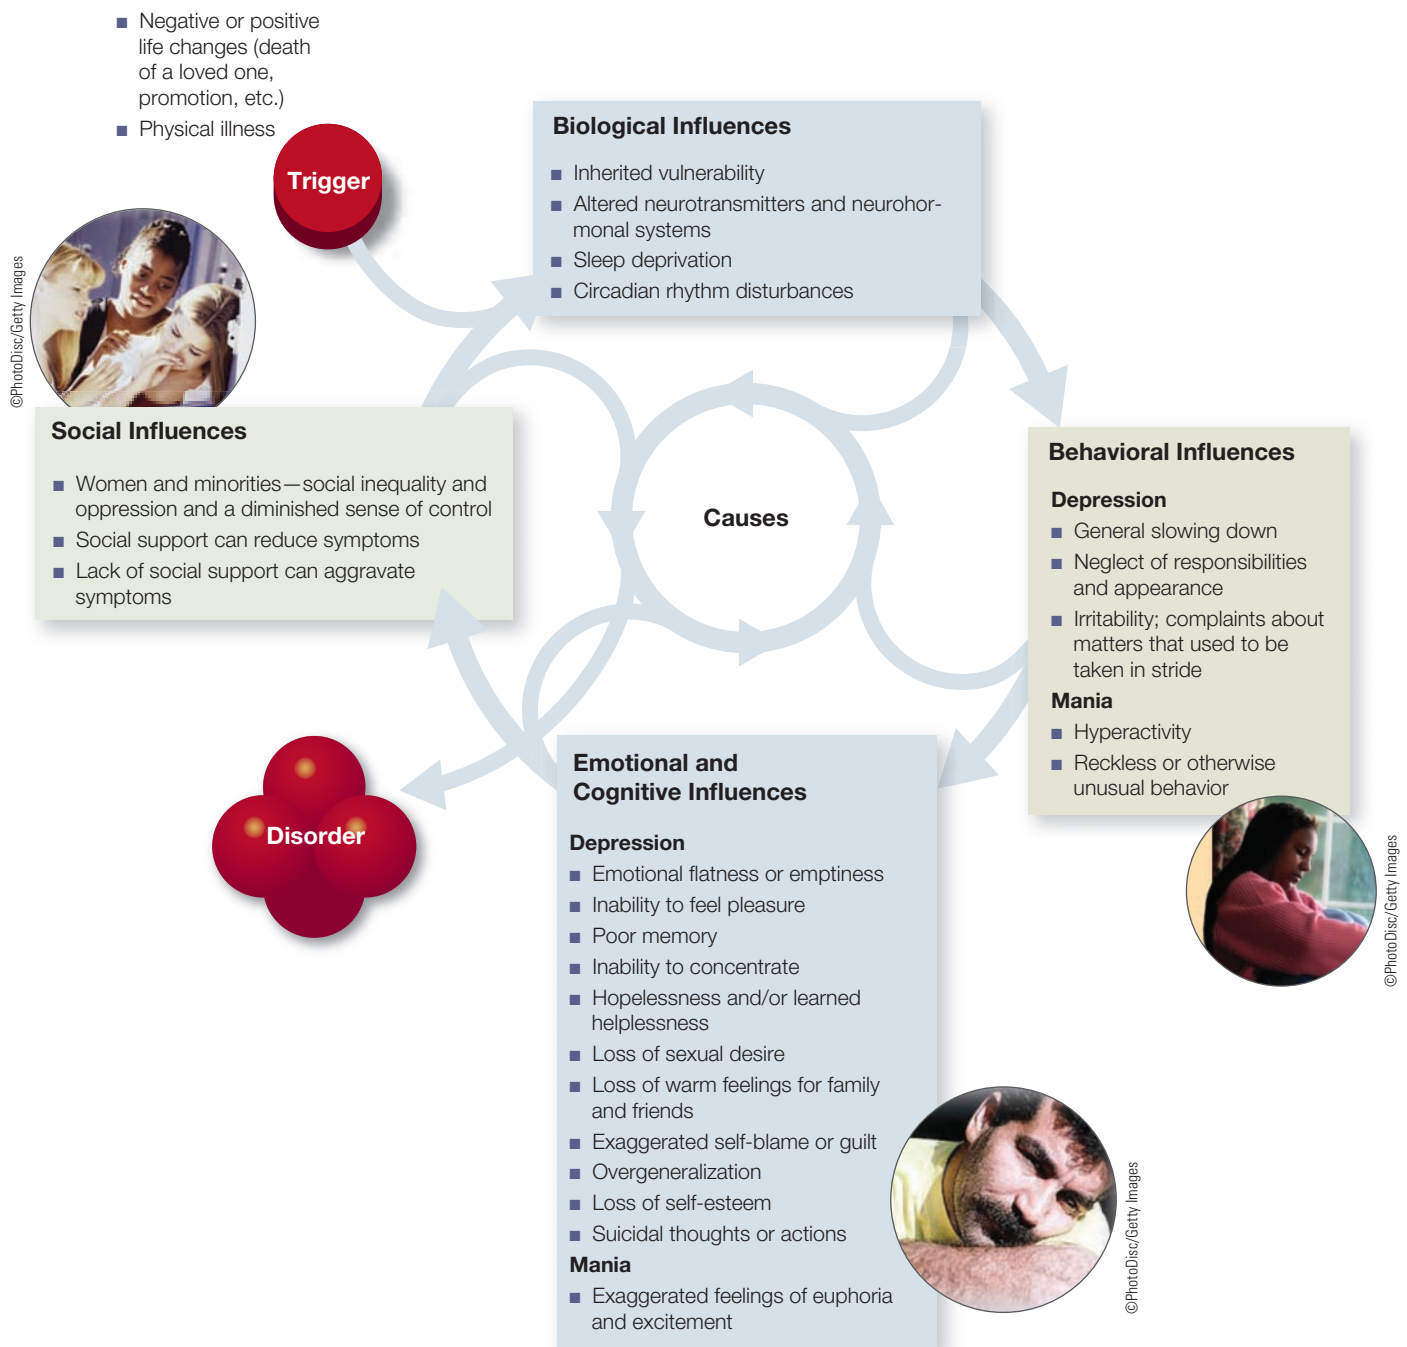 ■ Negative or positive
life changes (death
of a loved one,
promotion, etc.)
■ Physical illness
Trigger
Biological Influences
■ Inherited vulnerability
■ Altered neurotransmitters and neurohor-
monal systems
■ Sleep deprivation
■ Circadian rhythm disturbances
©PhotoDisc/Getty Images
Social Influences
■ Women and minorities—social inequality and
oppression and a diminished sense of control
■ Social support can reduce symptoms
■ Lack of social support can aggravate
symptoms
Causes
Behavioral Influences
Depression
■ General slowing down
■ Neglect of responsibilities
and appearance
■ Irritability; complaints about
matters that used to be
taken in stride
Mania
■ Hyperactivity
■ Reckless or otherwise
unusual behavior
©PhotoDisc/Getty Images
Disorder
Emotional and
Cognitive Influences
Depression
■ Emotional flatness or emptiness
■ Inability to feel pleasure
■ Poor memory
■ Inability to concentrate
■ Hopelessness and/or learned
helplessness
■ Loss of sexual desire
■ Loss of warm feelings for family
and friends
■ Exaggerated self-blame or guilt
■ Overgeneralization
■ Loss of self-esteem
■ Suicidal thoughts or actions
Mania
■ Exaggerated feelings of euphoria
and excitement
©PhotoDisc/Getty Images